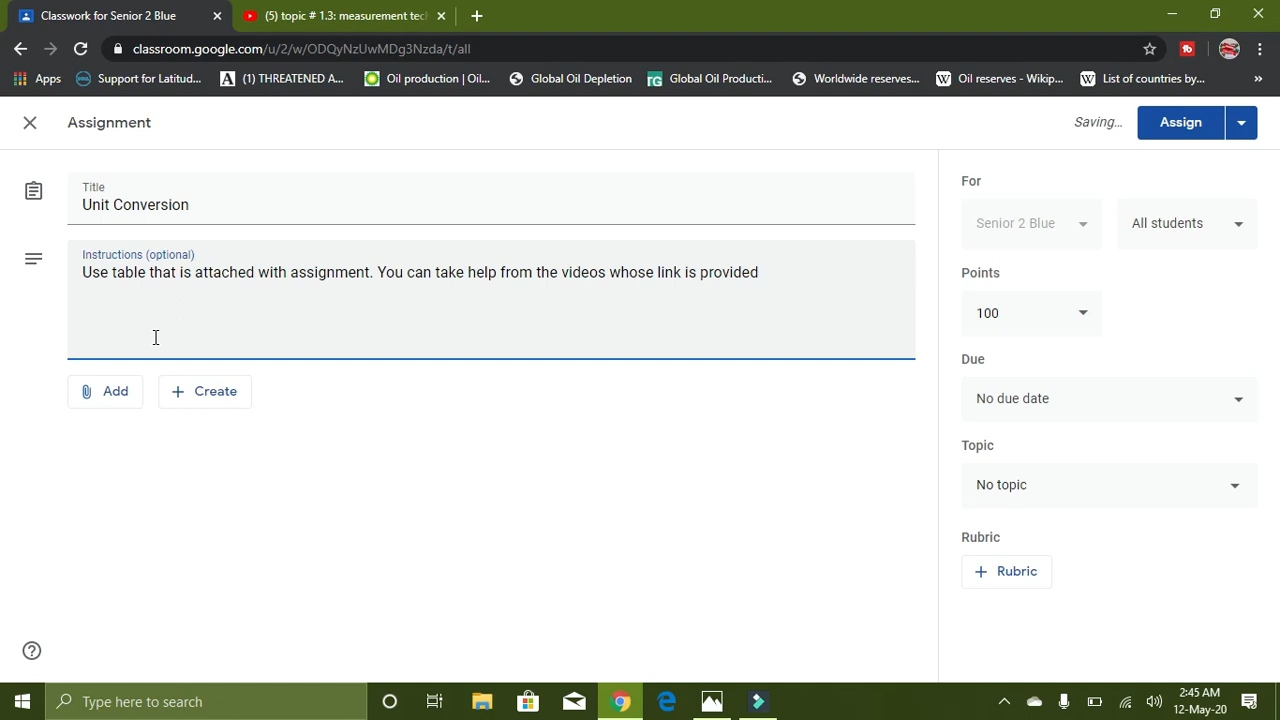 Classwork for Senior 2 Blue
(5) topic # 1.3: measurement tec
classroom.google.com/u/2/w/ODQyNzUwMDg3Nzda/t/all
Apps
Support for Latitud...
(1) THREATENED A...
Oil production | Oil...
Global Oil Depletion
Global Oil Producti...
Worldwide reserves...
Oil reserves - Wikip...
List of countries by...
»
Assignment
Saving...
Assign
Title
Unit Conversion
Instructions (optional)
Use table that is attached with assignment. You can take help from the videos whose link is provided
Add
Create
For
Senior 2 Blue
All students
Points
100
Due
No due date
Topic
No topic
Rubric
Rubric
Type here to search
2:45 AM
12-May-20